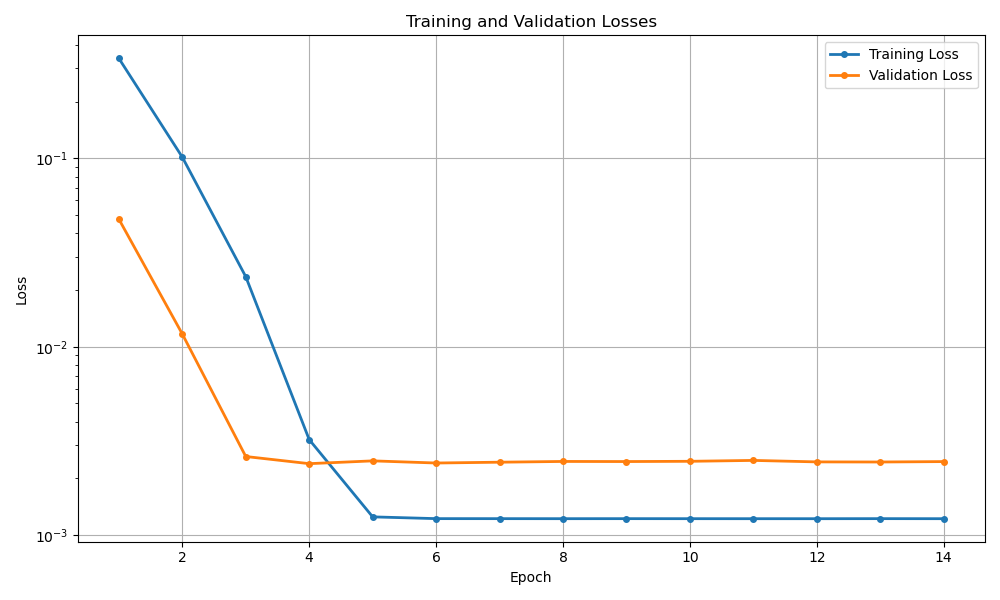 Training and Validation Losses
Training Loss
Validation Loss
Loss
10⁻¹
10⁻²
10⁻³
2 4 6 8 10 12 14
Epoch